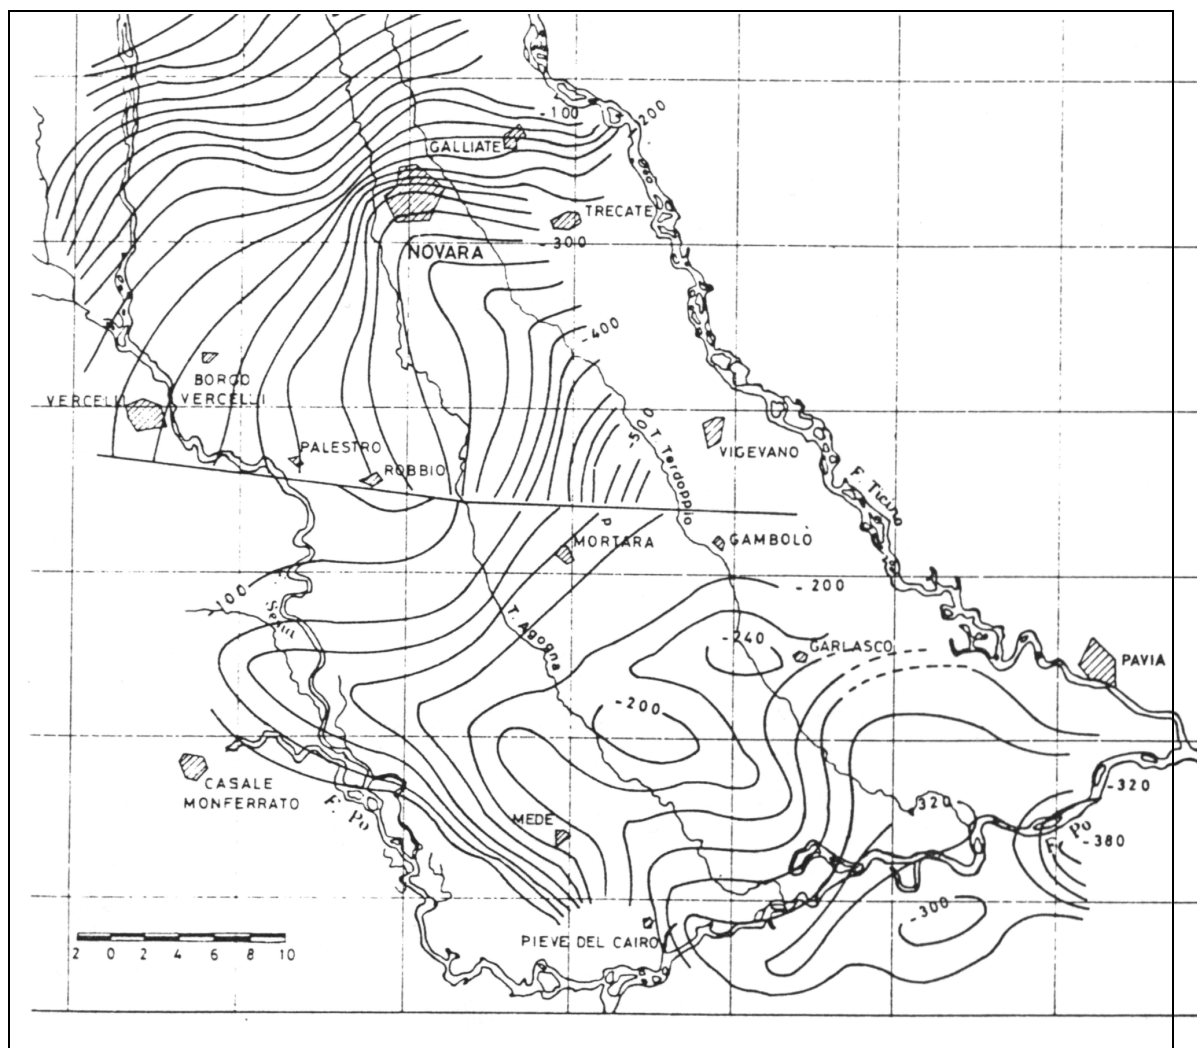 -100
200
GALLIATE
TRECATE
-300
NOVARA
-400
BORGO
VERCELLI
VERCELLI
-500
T. Terdoppio
VIGEVANO
PALESTRO
ROBBIO
F. Ticino
P
MORTARA
GAMBOLÒ
-200
-100
Sesia
T. Agogna
-240
GARLASCO
PAVIA
-200
CASALE
MONFERRATO
F. Po
MEDE
320
-320
F. Po
-380
-300
PIEVE DEL CAIRO
2 0 2 4 6 8 10